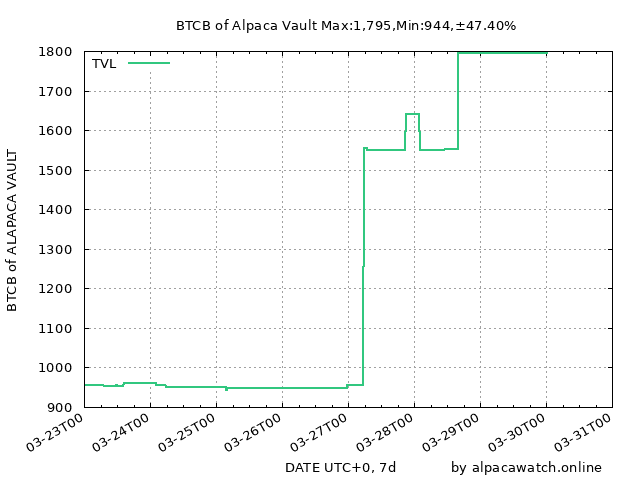 BTCB of Alpaca Vault Max:1,795,Min:944,±47.40%
TVL
BTCB of ALAPACA VAULT
1800
1700
1600
1500
1400
1300
1200
1100
1000
900
03-23T00
03-24T00
03-25T00
03-26T00
03-27T00
03-28T00
03-29T00
03-30T00
03-31T00
DATE UTC+0, 7d
by alpacawatch.online